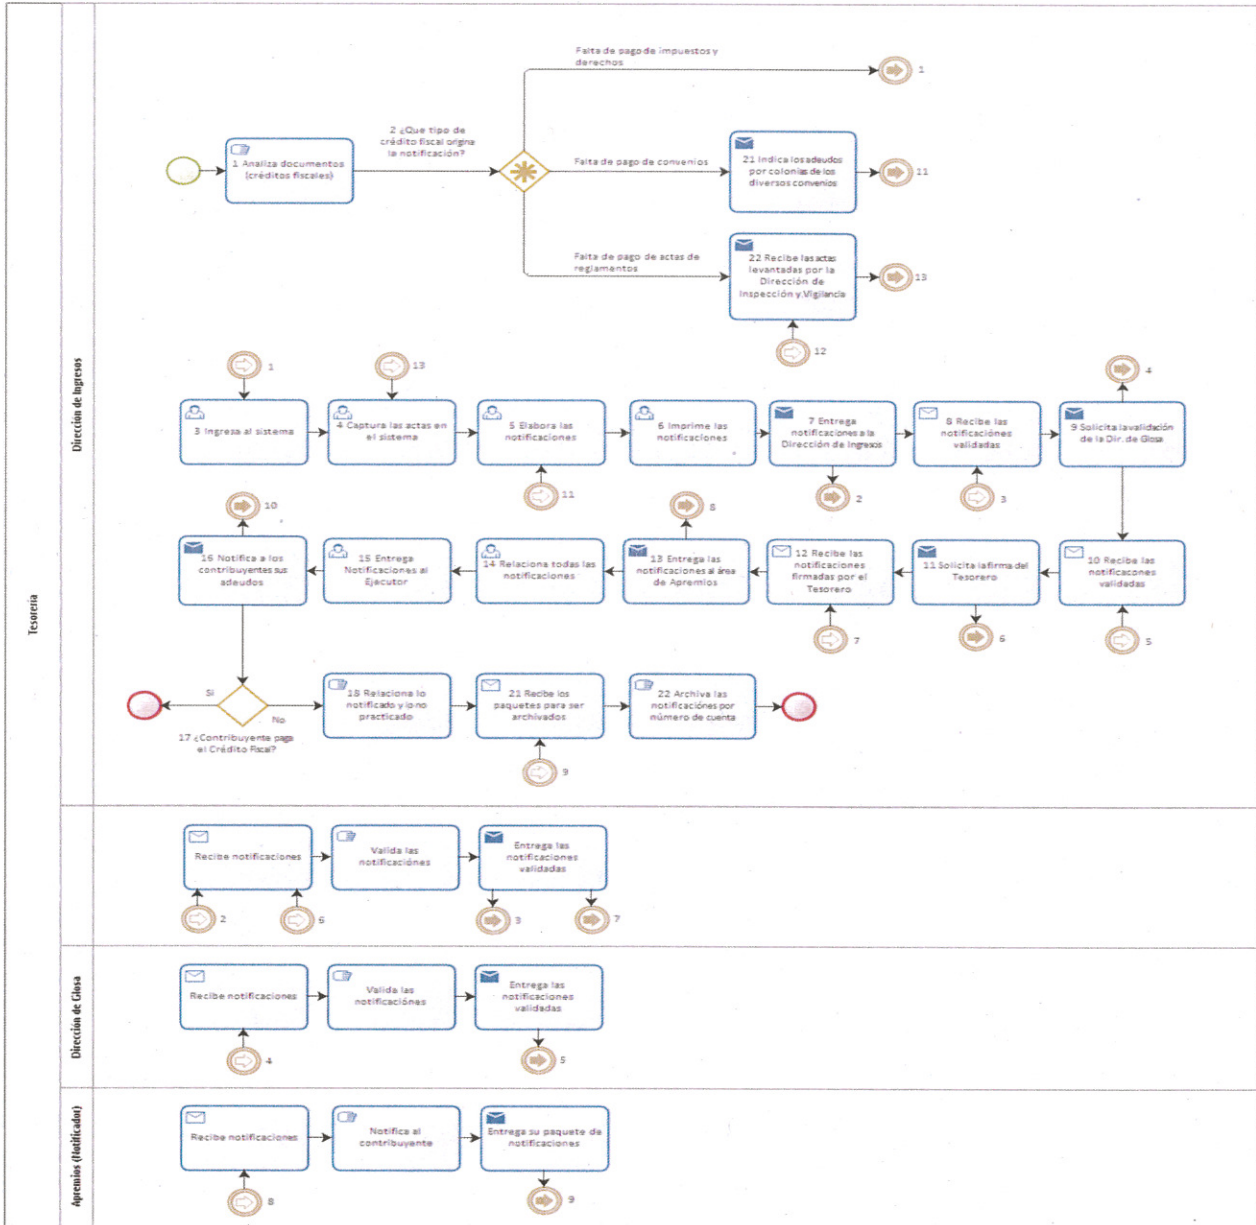 Tesorería
Dirección de Ingresos
Falta de pago de impuestos y
derechos
1
2 ¿Que tipo de
crédito fiscal origina
la notificación?
1 Analiza documentos
(créditos fiscales)
Falta de pago de convenios
21 Indica los adeudos
por colonias de los
diversos convenios
11
Falta de pago de actas de
reglamentos
22 Recibe las actas
levantadas por la
Dirección de
Inspección y Vigilancia
13
12
1
13
4
3 Ingresa al sistema
4 Captura las actas en
el sistema
5 Elabora las
notificaciones
6 Imprime las
notificaciones
7 Entrega
notificaciones a la
Dirección de Ingresos
8 Recibe las
notificaciónes
validadas
9 Solicita la validación
de la Dir. de Glosa
11
2
3
10
8
16 Notifica a los
contribuyentes sus
adeudos
15 Entrega
Notificaciones al
Ejecutor
14 Relaciona todas las
notificaciones
13 Entrega las
notificaciones al área
de Apremios
12 Recibe las
notificaciones
firmadas por el
Tesorero
11 Solicita la firma del
Tesorero
10 Recibe las
notificacones
validadas
7
6
5
Si
No
17 ¿Contribuyente paga
el Crédito Fiscal?
18 Relaciona lo
notificado y lo no
practicado
21 Recibe los
paquetes para ser
archivados
22 Archiva las
notificaciónes por
número de cuenta
9
Recibe notificaciones
Valida las
notificaciónes
Entrega las
notificaciones
validadas
2
6
3
7
Dirección de Glosa
Recibe notificaciones
Valida las
notificaciónes
Entrega las
notificaciones
validadas
4
5
Apremios (Notificador)
Recibe notificaciones
Notifica al
contribuyente
Entrega su paquete de
notificaciones
8
9